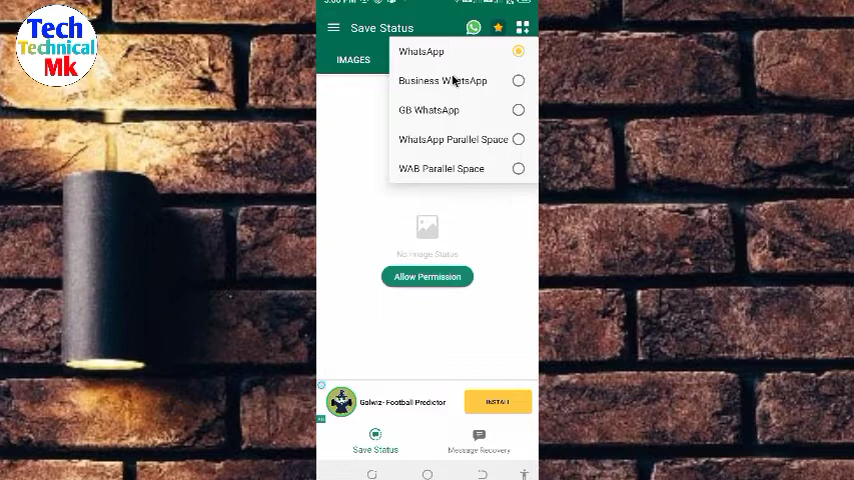 Tech
Technical
Mk
Save Status
IMAGES
WhatsApp
Business WhatsApp
GB WhatsApp
WhatsApp Parallel Space
WAB Parallel Space
No Image Status
Allow Permission
Golwiz- Football Predictor
INSTALL
Save Status
Message Recovery